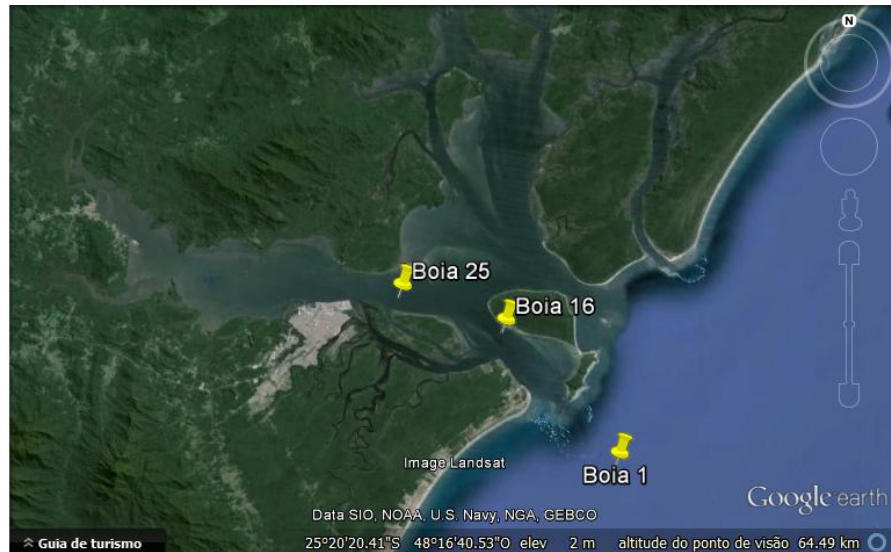 N
Boia 25
Boia 16
Boia 1
Image Landsat
Google earth
Data SIO, NOAA, U.S. Navy, NGA, GEBCO
Guia de turismo 25°20'20.41"S 48°16'40.53"O elev 2 m altitude do ponto de visão 64.49 km